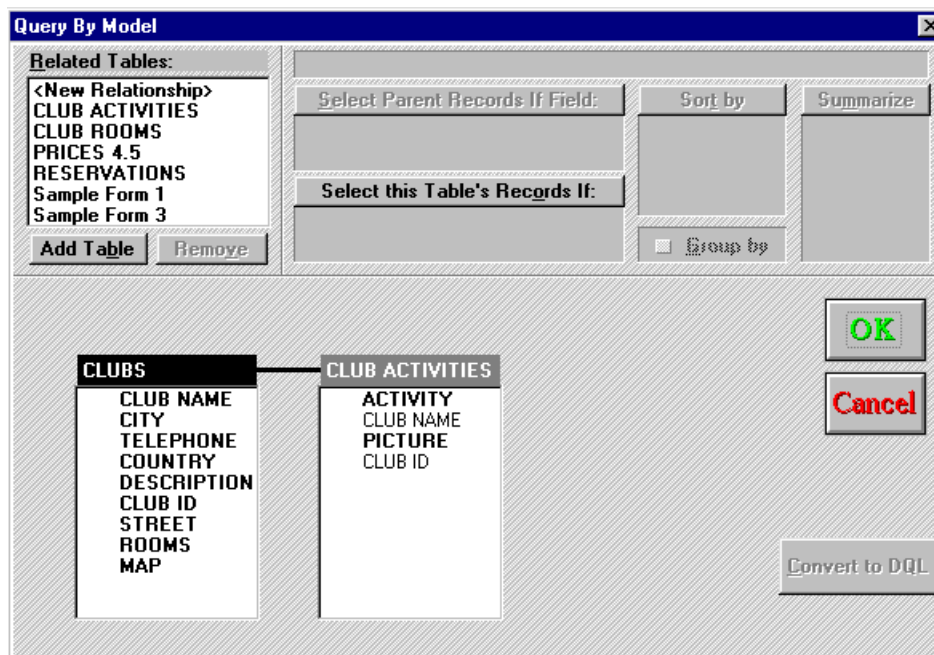 Query By Model
Related Tables:
<New Relationship>
CLUB ACTIVITIES
CLUB ROOMS
PRICES 4.5
RESERVATIONS
Sample Form 1
Sample Form 3
Add Table
Remove
Select Parent Records If Field:
Select this Table's Records If:
Sort by
Group by
Summarize
OK
Cancel
CLUBS
CLUB NAME
CITY
TELEPHONE
COUNTRY
DESCRIPTION
CLUB ID
STREET
ROOMS
MAP
CLUB ACTIVITIES
ACTIVITY
CLUB NAME
PICTURE
CLUB ID
Convert to DQL